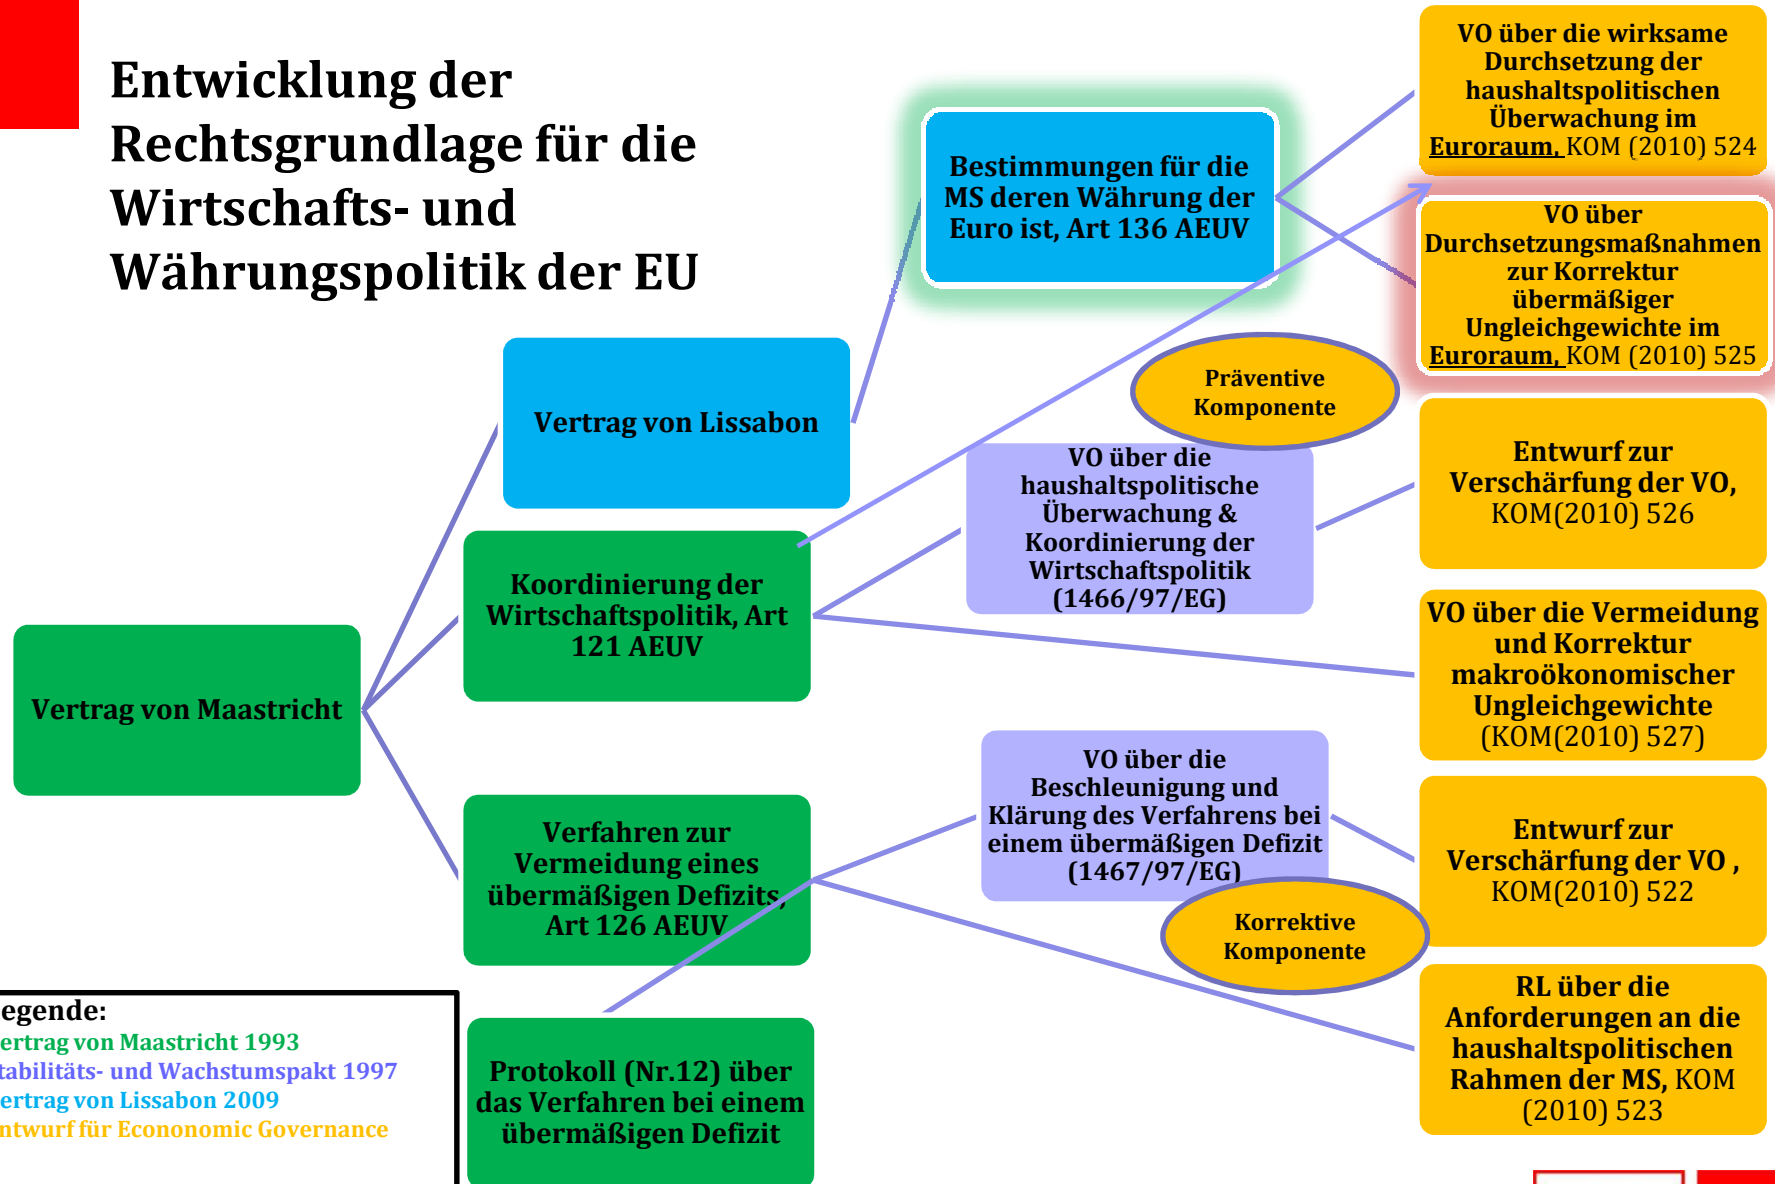 Entwicklung der
Rechtsgrundlage für die
Wirtschafts- und
Währungspolitik der EU
VO über die wirksame
Durchsetzung der
haushaltspolitischen
Überwachung im
Euroraum, KOM (2010) 524
Bestimmungen für die
MS deren Währung der
Euro ist, Art 136 AEUV
VO über
Durchsetzungsmaßnahmen
zur Korrektur
übermäßiger
Ungleichgewichte im
Euroraum, KOM (2010) 525
Präventive
Komponente
Vertrag von Lissabon
VO über die
haushaltspolitische
Überwachung &
Koordinierung der
Wirtschaftspolitik
(1466/97/EG)
Entwurf zur
Verschärfung der VO,
KOM(2010) 526
Koordinierung der
Wirtschaftspolitik, Art
121 AEUV
VO über die Vermeidung
und Korrektur
makroökonomischer
Ungleichgewichte
(KOM(2010) 527)
Vertrag von Maastricht
VO über die
Beschleunigung und
Klärung des Verfahrens bei
einem übermäßigen Defizit
(1467/97/EG)
Verfahren zur
Vermeidung eines
übermäßigen Defizits,
Art 126 AEUV
Entwurf zur
Verschärfung der VO ,
KOM(2010) 522
Korrektive
Komponente
RL über die
Anforderungen an die
haushaltspolitischen
Rahmen der MS, KOM
(2010) 523
Protokoll (Nr.12) über
das Verfahren bei einem
übermäßigen Defizit
egende:
ertrag von Maastricht 1993
tabilitäts- und Wachstumspakt 1997
ertrag von Lissabon 2009
ntwurf für Econonomic Governance